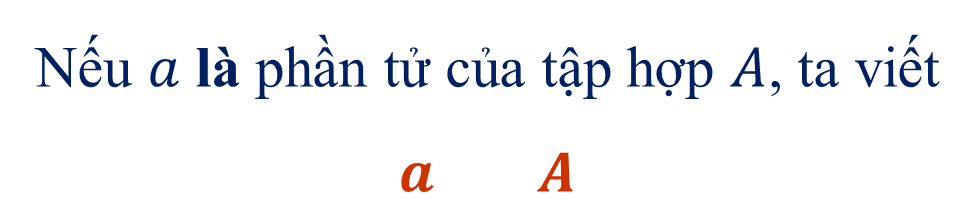 Nếu a là phần tử của tập hợp A, ta viết
a A